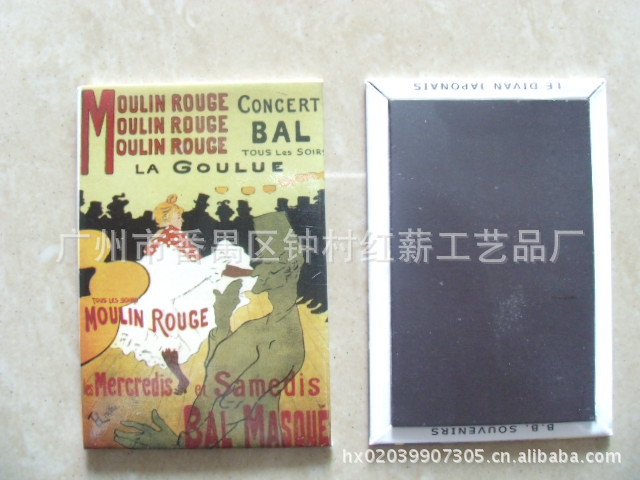 MOULIN ROUGE CONCERT
MOULIN ROUGE BAL
MOULIN ROUGE TOUS Les SOIRS
LA GOULUE
TOUS LES SOIRS
MOULIN ROUGE
les Mercredis et Samedis
BAL MASQUÉ
LE DIVAN JAPONAIS
B.B. SOUVENIRS
广州市番禺区钟村红薪工艺品厂
hx02039907305.cn.alibaba.com